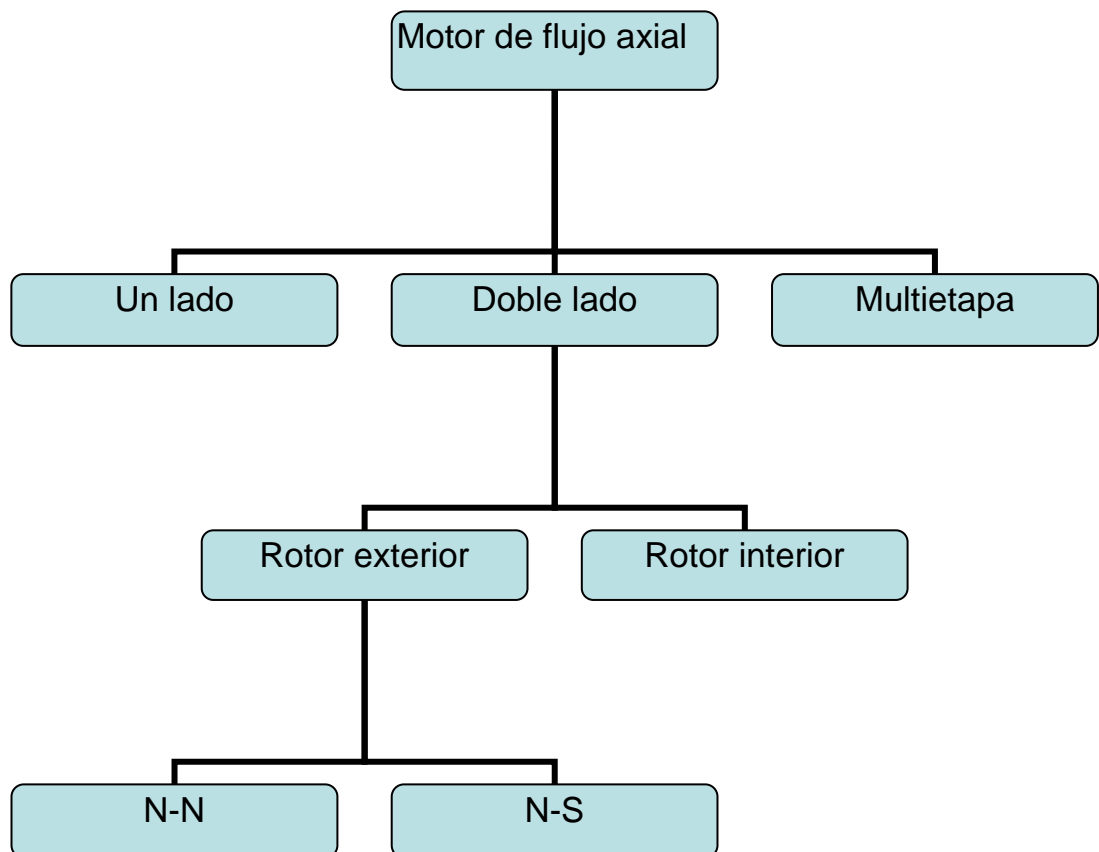 Motor de flujo axial
Un lado
Doble lado
Multietapa
Rotor exterior
Rotor interior
N-N
N-S